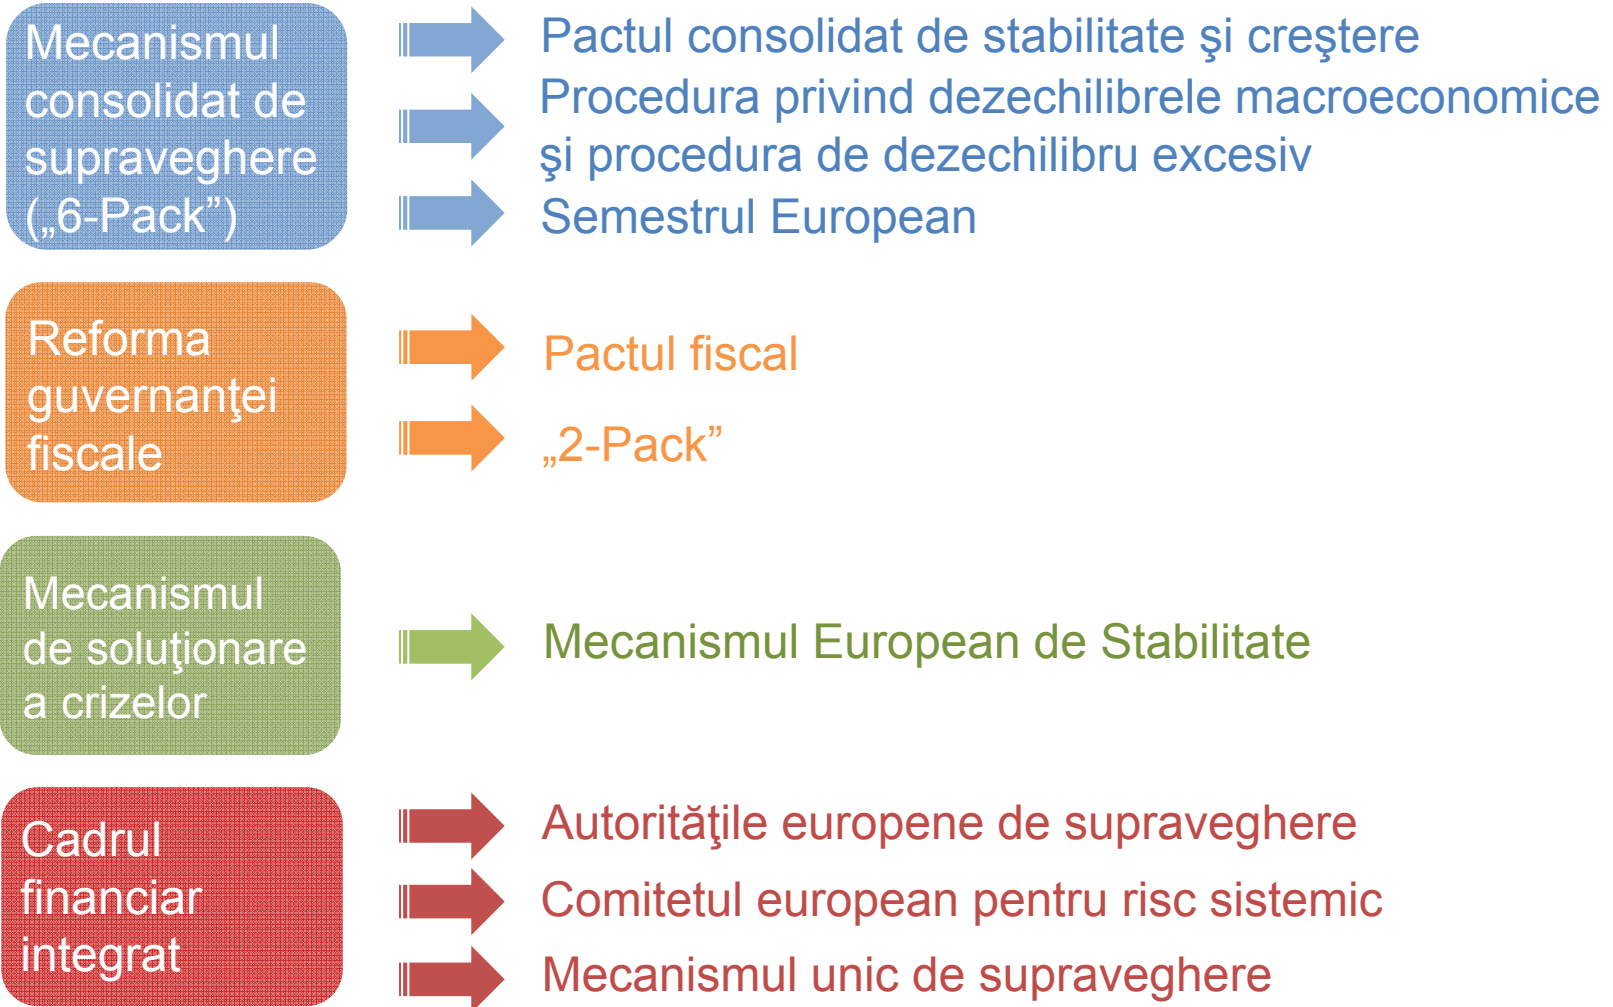 Mecanismul
consolidat de
supraveghere
(„6-Pack”)
Pactul consolidat de stabilitate şi creştere
Procedura privind dezechilibrele macroeconomice
şi procedura de dezechilibru excesiv
Semestrul European
Reforma
guvernanţei
fiscale
Pactul fiscal
„2-Pack”
Mecanismul
de soluţionare
a crizelor
Mecanismul European de Stabilitate
Cadrul
financiar
integrat
Autorităţile europene de supraveghere
Comitetul european pentru risc sistemic
Mecanismul unic de supraveghere